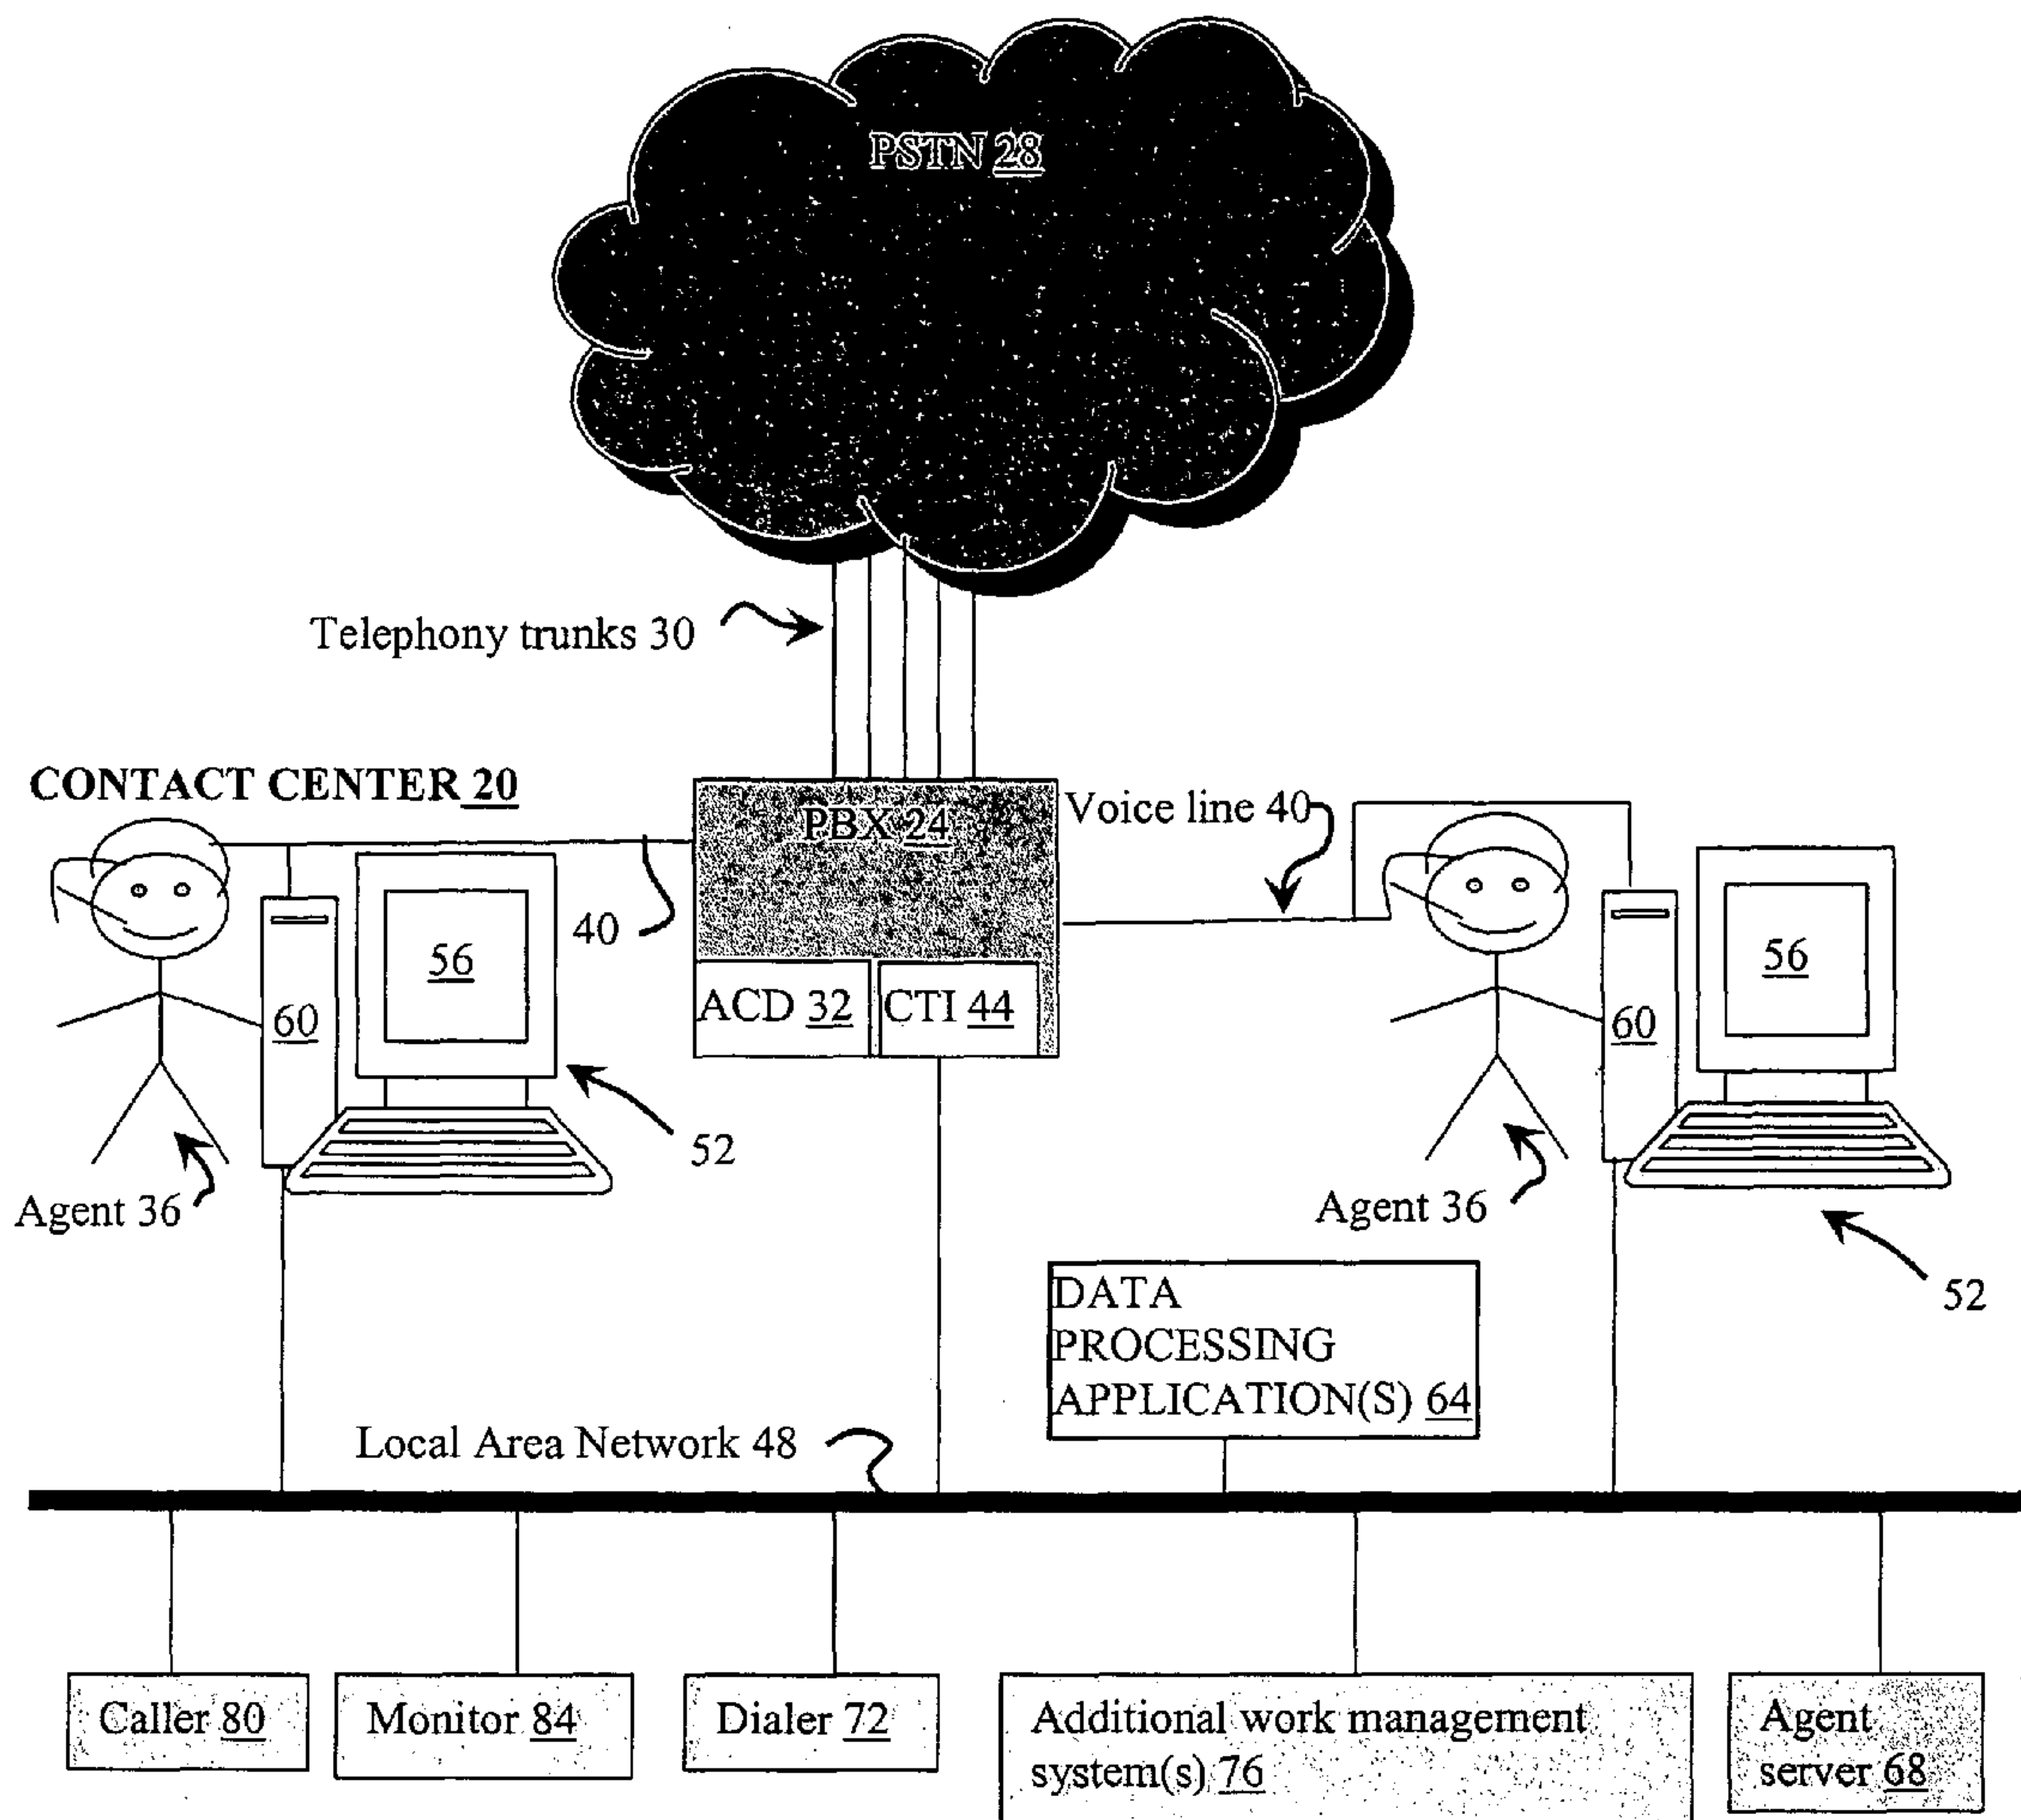 PSTN 28
Telephony trunks 30
CONTACT CENTER 20
PBX 24
Voice line 40
40
56
56
60
60
ACD 32
CTI 44
52
Agent 36
Agent 36
52
DATA
PROCESSING
APPLICATION(S) 64
Local Area Network 48
Caller 80
Monitor 84
Dialer 72
Additional work management
system(s) 76
Agent
server 68